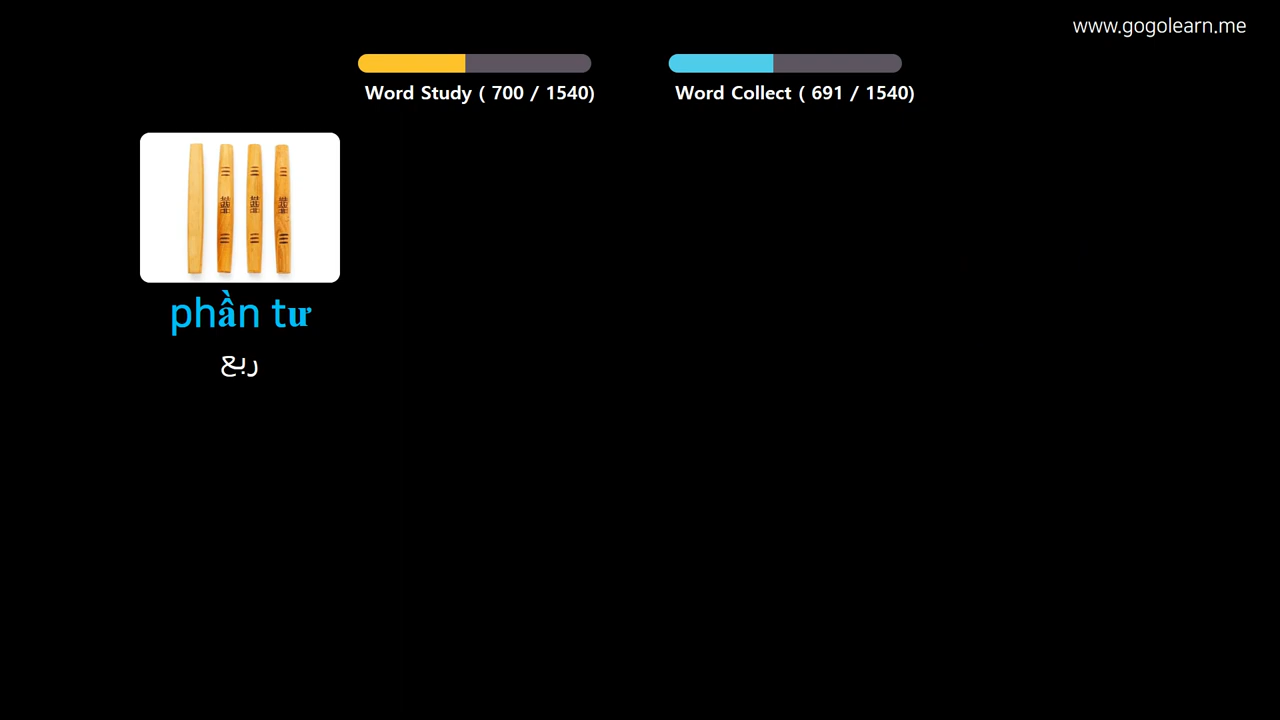 www.gogolearn.me
Word Study ( 700 / 1540)
Word Collect ( 691 / 1540)
phần tư
ربع